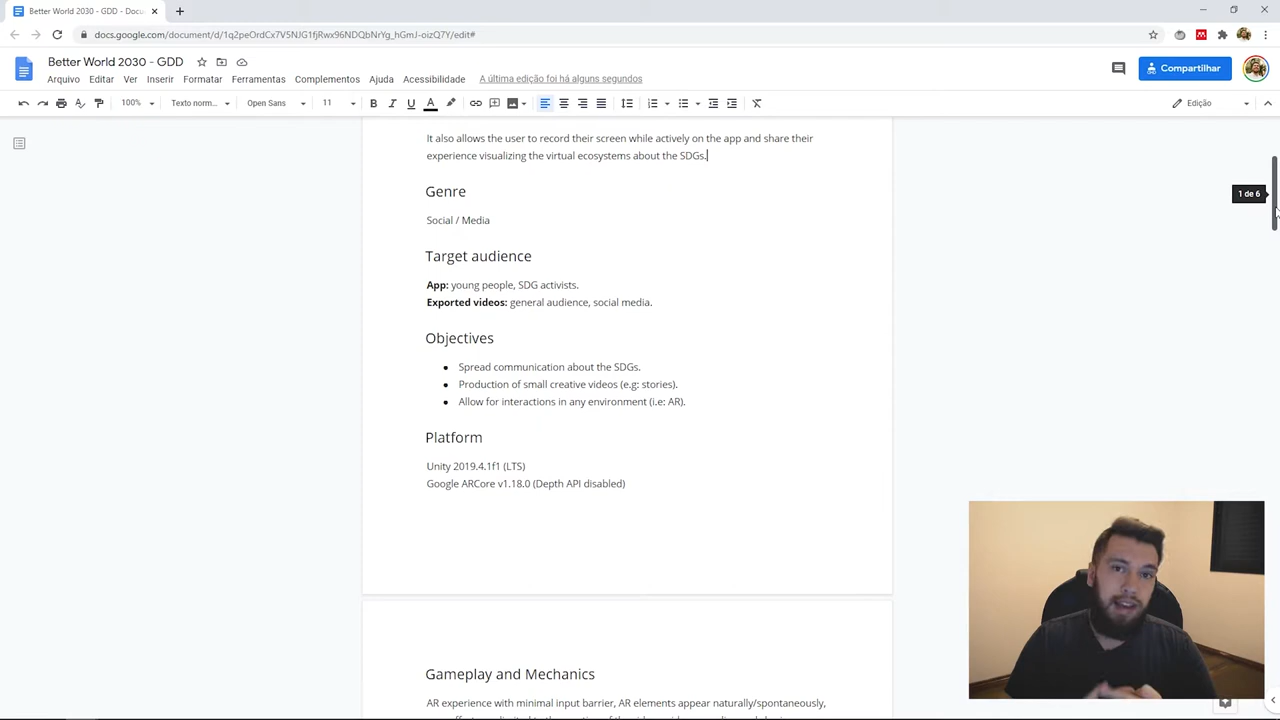 Better World 2030 - GDD - Docu
docs.google.com/document/d/1q2peOrdCx7V5NJG1fjRwx96NDQbNrYg_hGmJ-oizQ7Y/edit#
Better World 2030 - GDD
Arquivo Editar Ver Inserir Formatar Ferramentas Complementos Ajuda Acessibilidade A última edição foi há alguns segundos
Compartilhar
100% Texto norm... Open Sans 11 B I U A Edição
It also allows the user to record their screen while actively on the app and share their
experience visualizing the virtual ecosystems about the SDGs.
1 de 6
Genre
Social / Media
Target audience
App: young people, SDG activists.
Exported videos: general audience, social media.
Objectives
● Spread communication about the SDGs.
● Production of small creative videos (e.g: stories).
● Allow for interactions in any environment (i.e: AR).
Platform
Unity 2019.4.1f1 (LTS)
Google ARCore v1.18.0 (Depth API disabled)
Gameplay and Mechanics
AR experience with minimal input barrier, AR elements appear naturally/spontaneously,